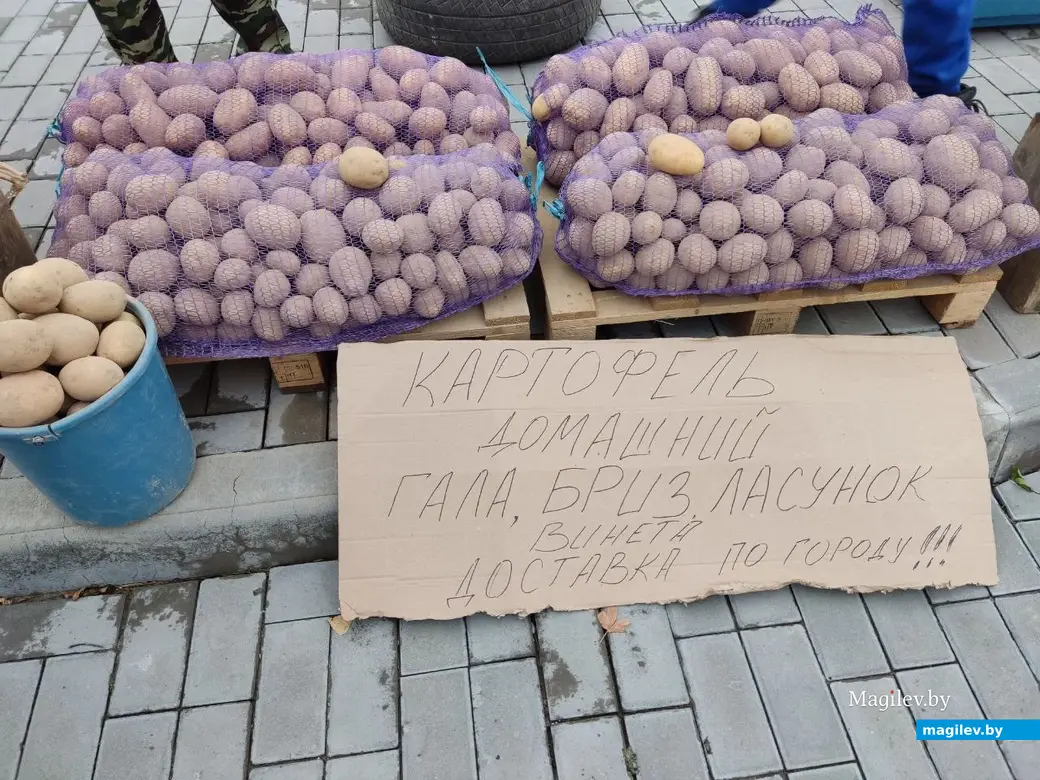 КАРТОФЕЛЬ
ДОМАШНИЙ
ГАЛА, БРИЗ, ЛАСУНОК
ВИНЕТА
ДОСТАВКА ПО ГОРОДУ!!!
Magilev.by
magilev.by